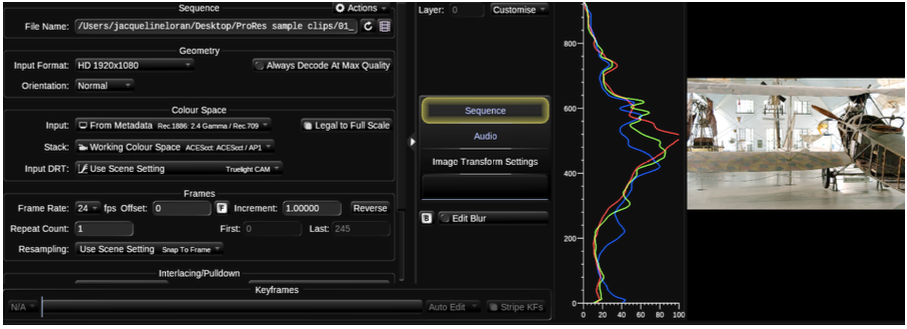 Sequence
Actions
File Name: /Users/jacquelineloran/Desktop/ProRes sample clips/01_
Geometry
Input Format: HD 1920x1080 Always Decode At Max Quality
Orientation: Normal
Colour Space
Input: From Metadata Rec.1886: 2.4 Gamma / Rec.709 Legal to Full Scale
Stack: Working Colour Space ACEScct: ACEScct / AP1
Input DRT: Use Scene Setting Truelight CAM
Frames
Frame Rate: 24 fps Offset: 0 F Increment: 1.00000 Reverse
Repeat Count: 1 First: 0 Last: 245
Resampling: Use Scene Setting Snap To Frame
Interlacing/Pulldown
Keyframes
N/A Auto Edit Stripe KFs
Layer: 0 Customise
Sequence
Audio
Image Transform Settings
B Edit Blur
800
600
400
200
0
0 20 40 60 80 100